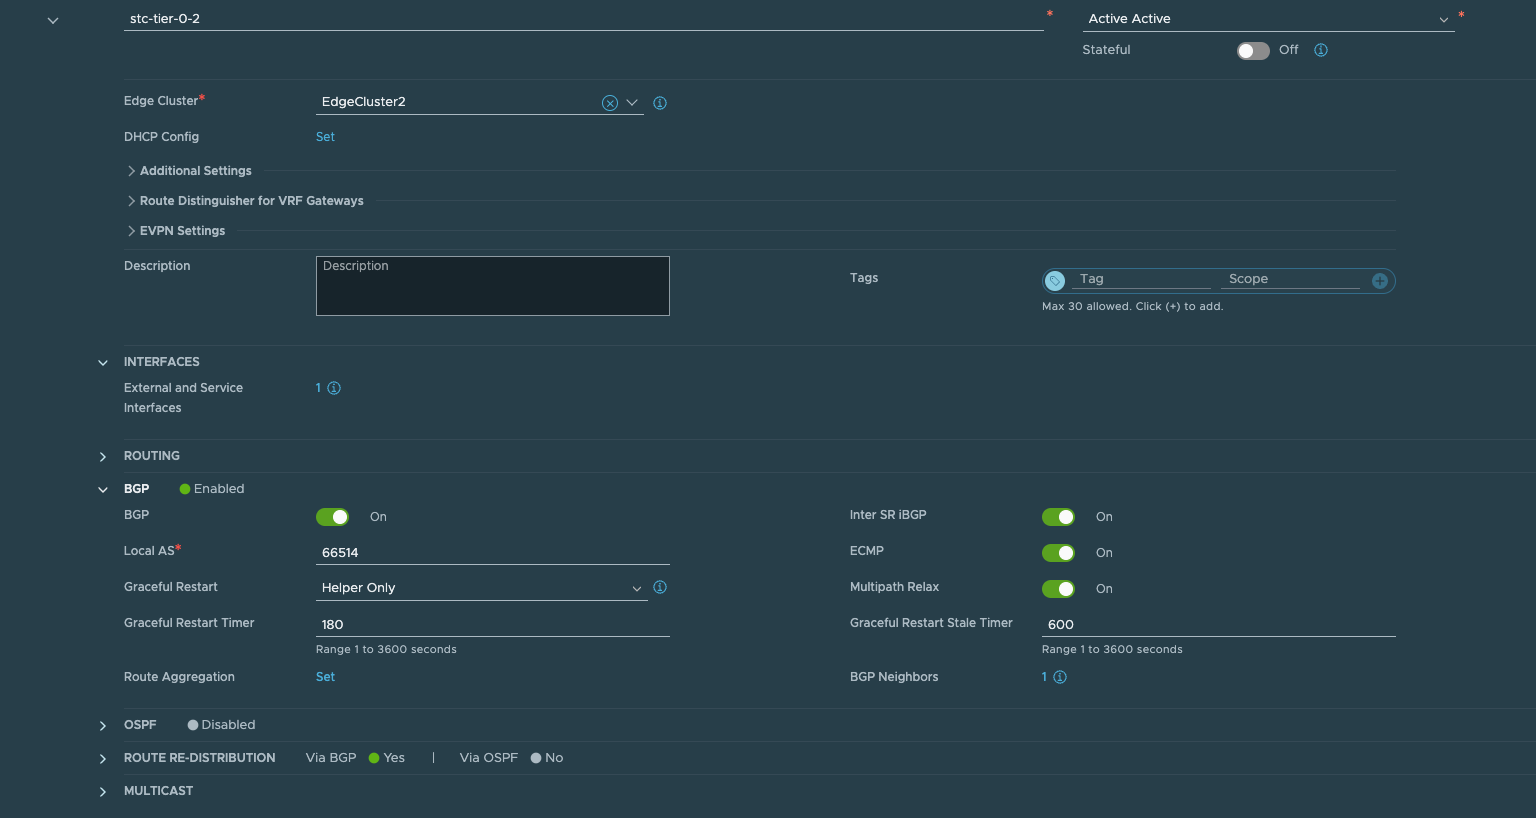 stc-tier-0-2 * Active Active *
Stateful Off
Edge Cluster* EdgeCluster2
DHCP Config Set
Additional Settings
Route Distinguisher for VRF Gateways
EVPN Settings
Description Description Tags Tag Scope
Max 30 allowed. Click (+) to add.
INTERFACES
External and Service Interfaces 1
ROUTING
BGP Enabled
BGP On Inter SR iBGP On
Local AS* 66514 ECMP On
Graceful Restart Helper Only Multipath Relax On
Graceful Restart Timer 180 Graceful Restart Stale Timer 600
Range 1 to 3600 seconds Range 1 to 3600 seconds
Route Aggregation Set BGP Neighbors 1
OSPF Disabled
ROUTE RE-DISTRIBUTION Via BGP Yes | Via OSPF No
MULTICAST